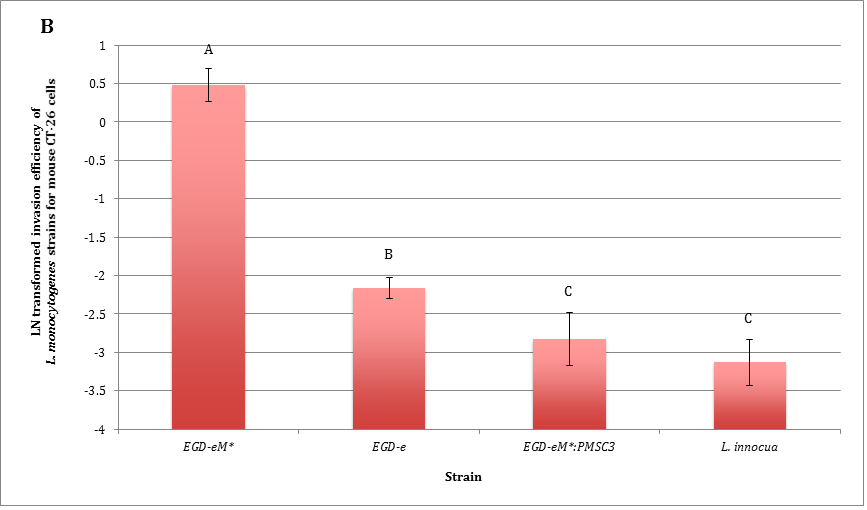 B
LN transformed invasion efficiency of
L. monocytogenes strains for mouse CT-26 cells
1
0.5
0
-0.5
-1
-1.5
-2
-2.5
-3
-3.5
-4
A
B
C
C
EGD-eM*
EGD-e
EGD-eM*:PMSC3
L. innocua
Strain